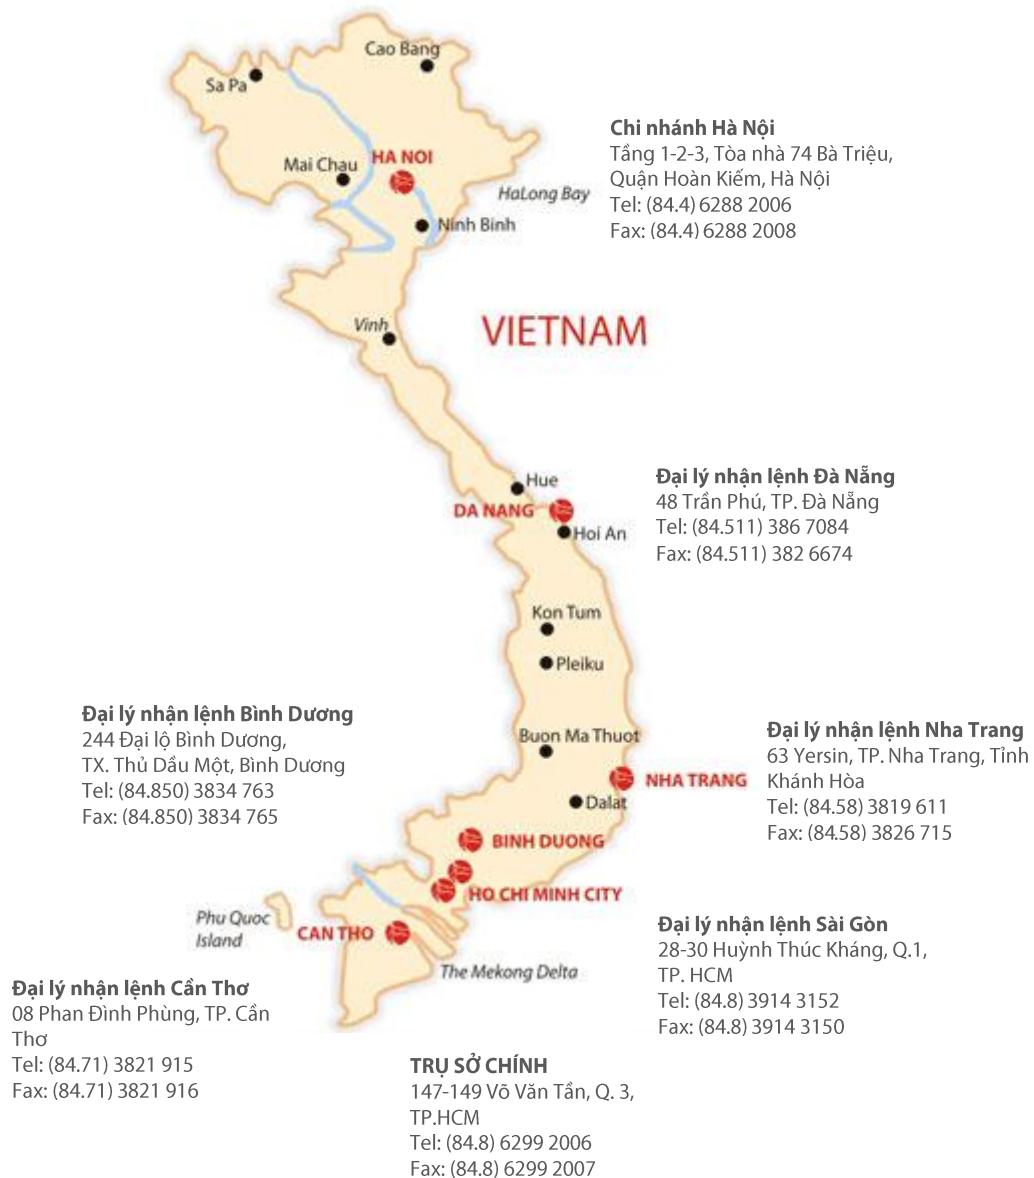 Cao Bang
Sa Pa
Chi nhánh Hà Nội
Tầng 1-2-3, Tòa nhà 74 Bà Triệu,
Quận Hoàn Kiếm, Hà Nội
Tel: (84.4) 6288 2006
Fax: (84.4) 6288 2008
HA NOI
Mai Chau
HaLong Bay
Ninh Binh
Vinh
VIETNAM
Hue
DA NANG
Hoi An
Đại lý nhận lệnh Đà Nẵng
48 Trần Phú, TP. Đà Nẵng
Tel: (84.511) 386 7084
Fax: (84.511) 382 6674
Kon Tum
Pleiku
Buon Ma Thuot
NHA TRANG
Dalat
Đại lý nhận lệnh Bình Dương
244 Đại lộ Bình Dương,
TX. Thủ Dầu Một, Bình Dương
Tel: (84.850) 3834 763
Fax: (84.850) 3834 765
Đại lý nhận lệnh Nha Trang
63 Yersin, TP. Nha Trang, Tỉnh
Khánh Hòa
Tel: (84.58) 3819 611
Fax: (84.58) 3826 715
BINH DUONG
HO CHI MINH CITY
Phu Quoc
Island
CAN THO
The Mekong Delta
Đại lý nhận lệnh Sài Gòn
28-30 Huỳnh Thúc Kháng, Q.1,
TP. HCM
Tel: (84.8) 3914 3152
Fax: (84.8) 3914 3150
Đại lý nhận lệnh Cần Thơ
08 Phan Đình Phùng, TP. Cần
Thơ
Tel: (84.71) 3821 915
Fax: (84.71) 3821 916
TRỤ SỞ CHÍNH
147-149 Võ Văn Tần, Q. 3,
TP.HCM
Tel: (84.8) 6299 2006
Fax: (84.8) 6299 2007